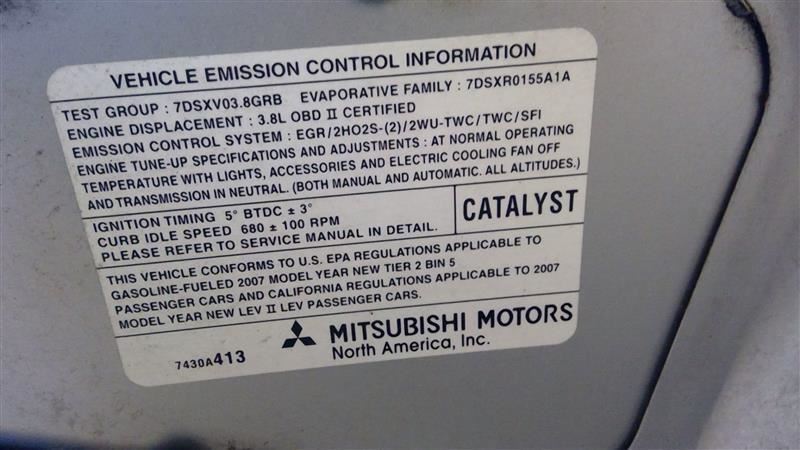 VEHICLE EMISSION CONTROL INFORMATION
TEST GROUP : 7DSXV03.8GRB EVAPORATIVE FAMILY : 7DSXR0155A1A
ENGINE DISPLACEMENT : 3.8L OBD II CERTIFIED
EMISSION CONTROL SYSTEM : EGR/2HO2S-(2)/2WU-TWC/TWC/SFI
ENGINE TUNE-UP SPECIFICATIONS AND ADJUSTMENTS : AT NORMAL OPERATING
TEMPERATURE WITH LIGHTS, ACCESSORIES AND ELECTRIC COOLING FAN OFF
AND TRANSMISSION IN NEUTRAL. (BOTH MANUAL AND AUTOMATIC. ALL ALTITUDES.)
IGNITION TIMING 5° BTDC ± 3°
CURB IDLE SPEED 680 ± 100 RPM
PLEASE REFER TO SERVICE MANUAL IN DETAIL.
CATALYST
THIS VEHICLE CONFORMS TO U.S. EPA REGULATIONS APPLICABLE TO
GASOLINE-FUELED 2007 MODEL YEAR NEW TIER 2 BIN 5
PASSENGER CARS AND CALIFORNIA REGULATIONS APPLICABLE TO 2007
MODEL YEAR NEW LEV II LEV PASSENGER CARS.
7430A413
MITSUBISHI MOTORS
North America, Inc.